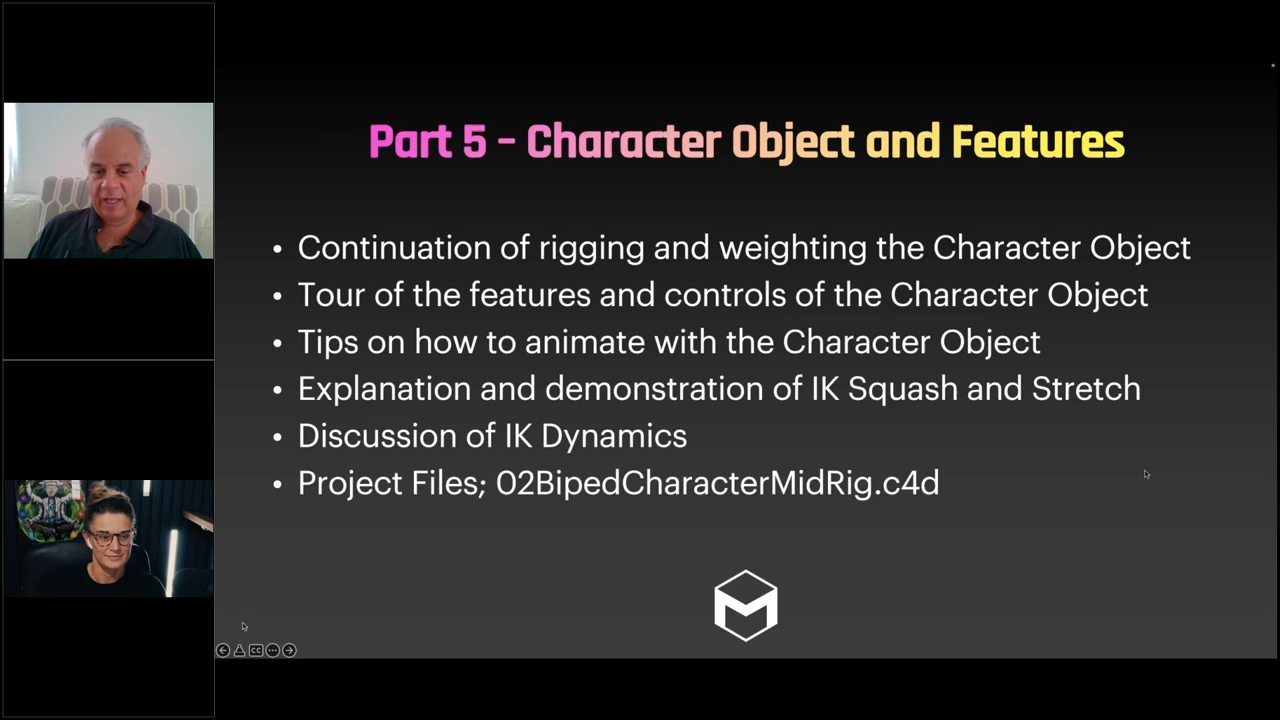 Part 5 - Character Object and Features
• Continuation of rigging and weighting the Character Object
• Tour of the features and controls of the Character Object
• Tips on how to animate with the Character Object
• Explanation and demonstration of IK Squash and Stretch
• Discussion of IK Dynamics
• Project Files; 02BipedCharacterMidRig.c4d
CC